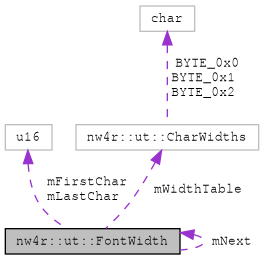 char
BYTE_0x0
BYTE_0x1
BYTE_0x2
u16
nw4r::ut::CharWidths
mFirstChar
mLastChar
mWidthTable
nw4r::ut::FontWidth
mNext